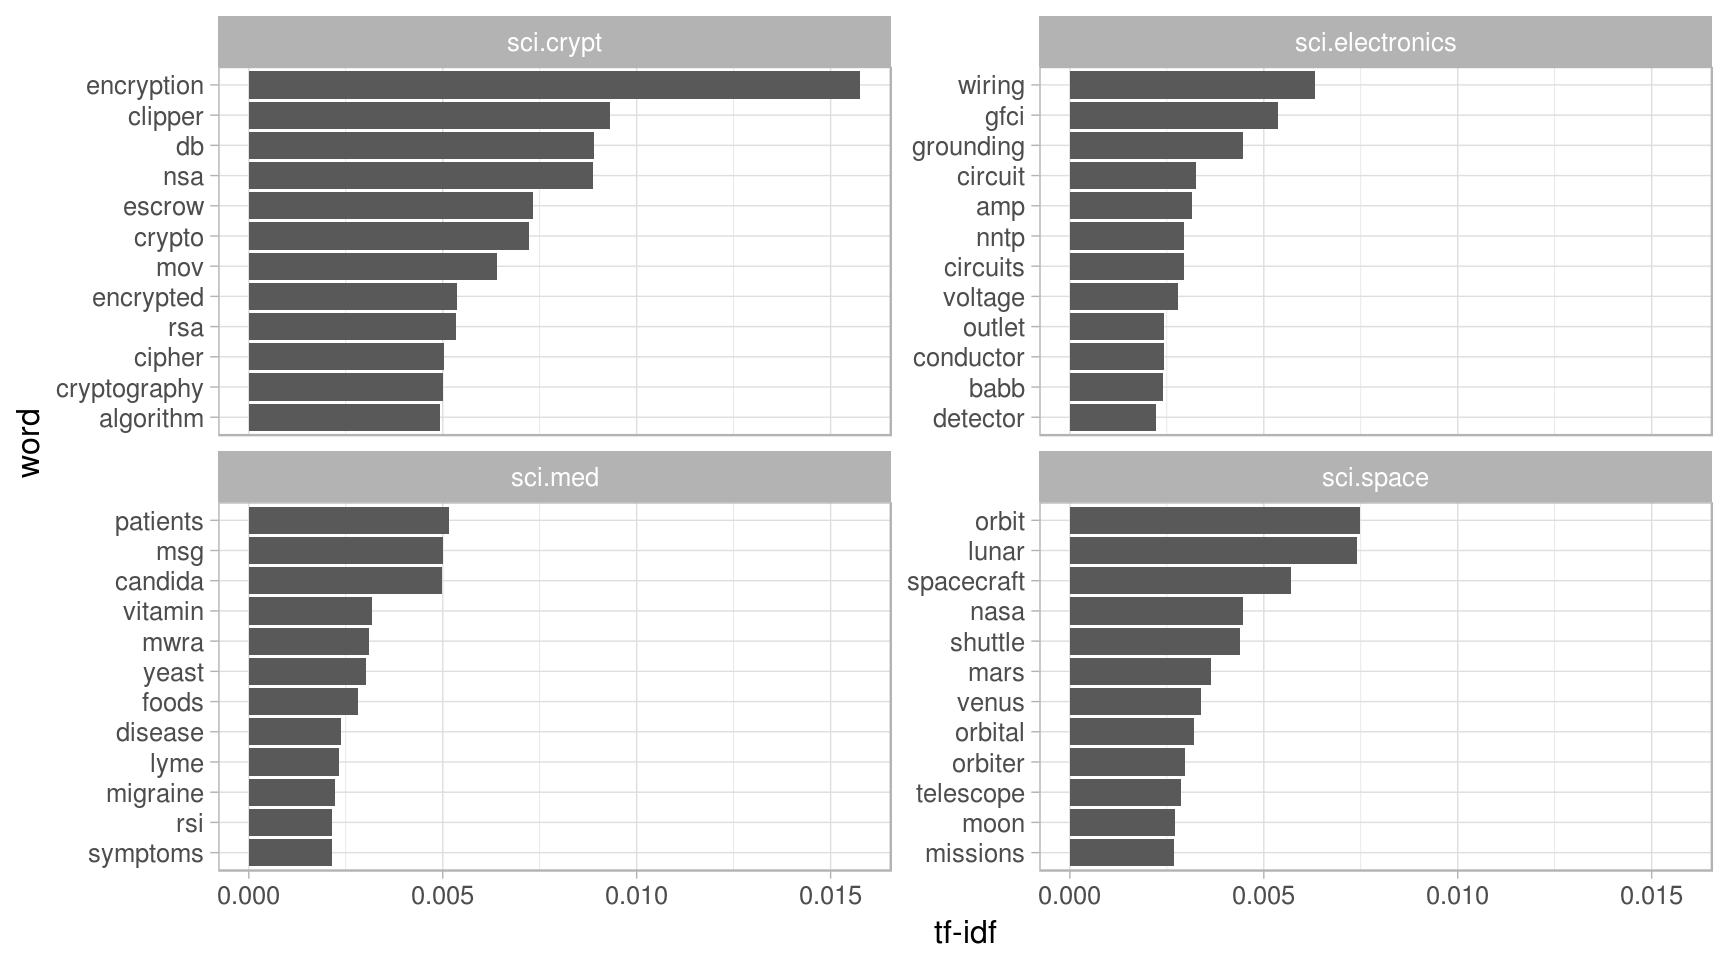 sci.crypt
encryption
clipper
db
nsa
escrow
crypto
mov
encrypted
rsa
cipher
cryptography
algorithm
sci.electronics
wiring
gfci
grounding
circuit
amp
nntp
circuits
voltage
outlet
conductor
babb
detector
sci.med
patients
msg
candida
vitamin
mwra
yeast
foods
disease
lyme
migraine
rsi
symptoms
0.000 0.005 0.010 0.015
sci.space
orbit
lunar
spacecraft
nasa
shuttle
mars
venus
orbital
orbiter
telescope
moon
missions
0.000 0.005 0.010 0.015
word
tf-idf